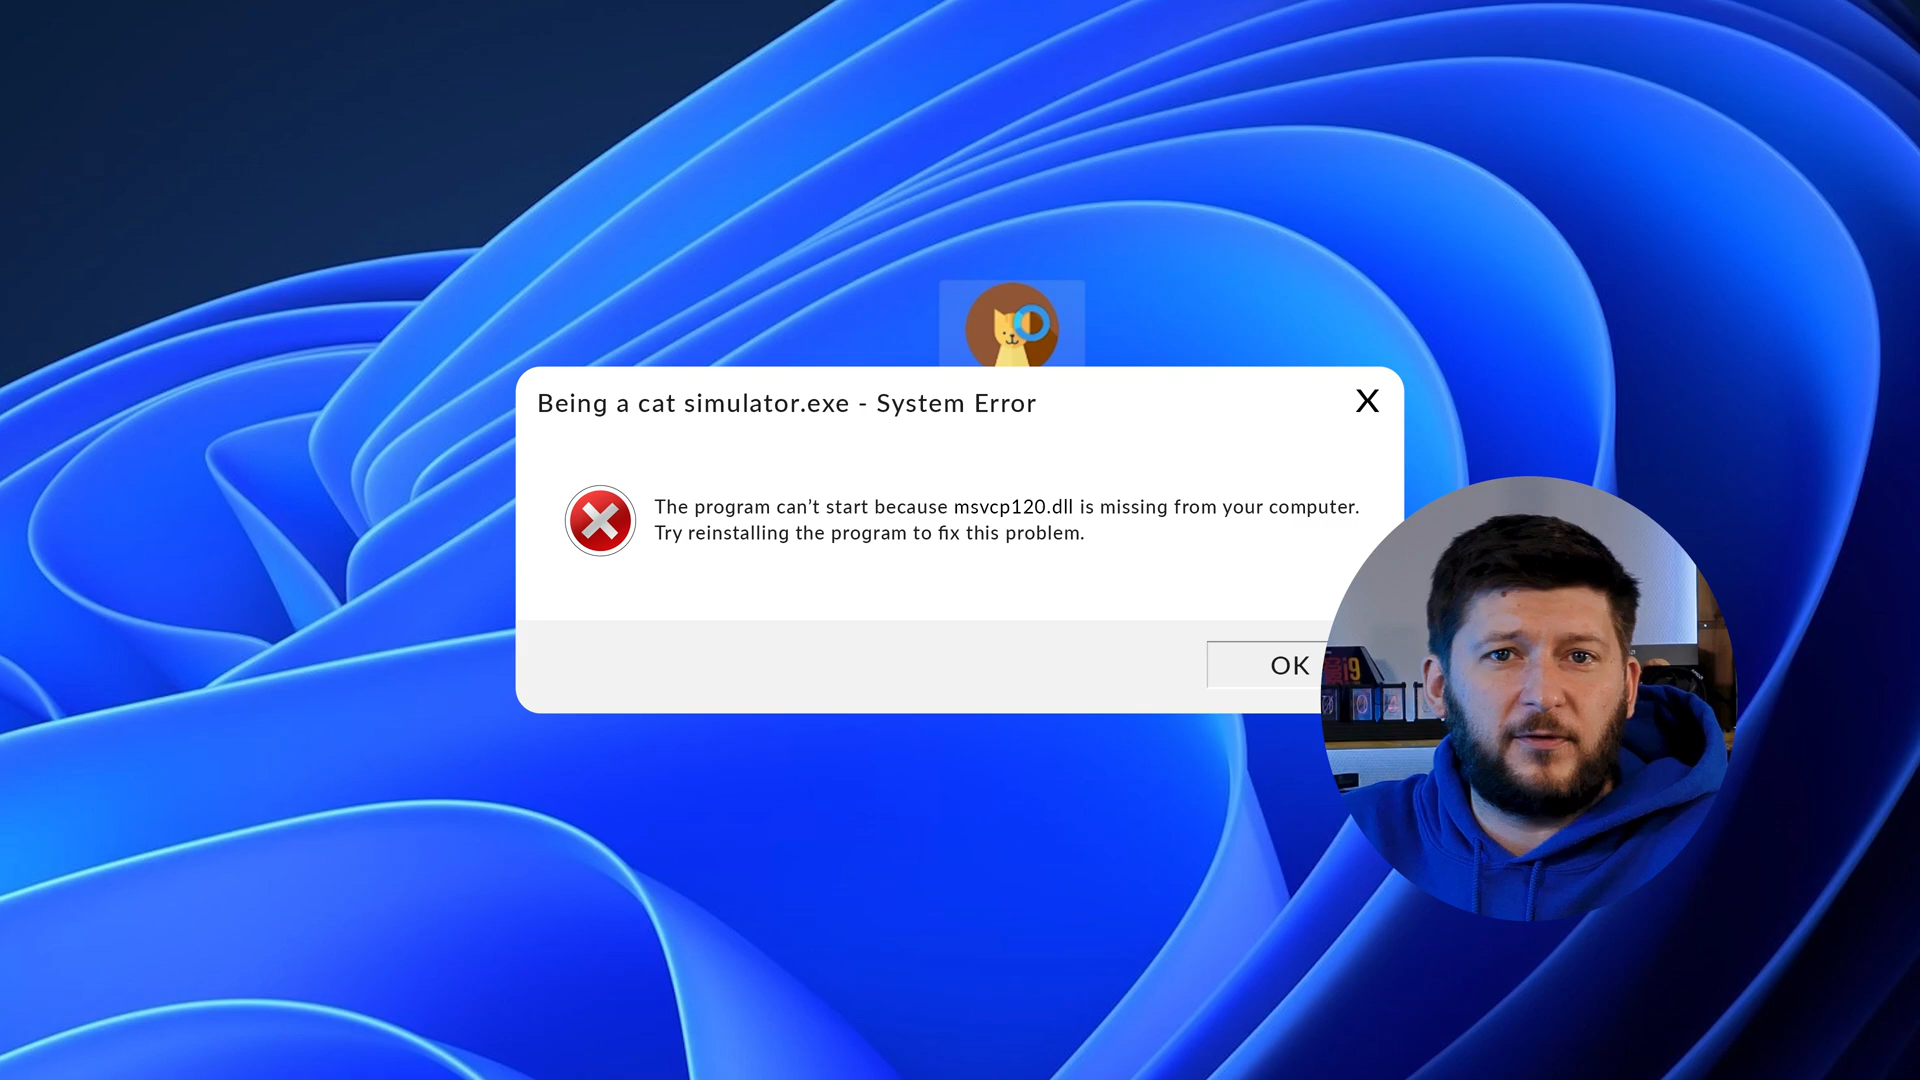 Being a cat simulator.exe - System Error
X
The program can’t start because msvcp120.dll is missing from your computer.
Try reinstalling the program to fix this problem.
OK
i9